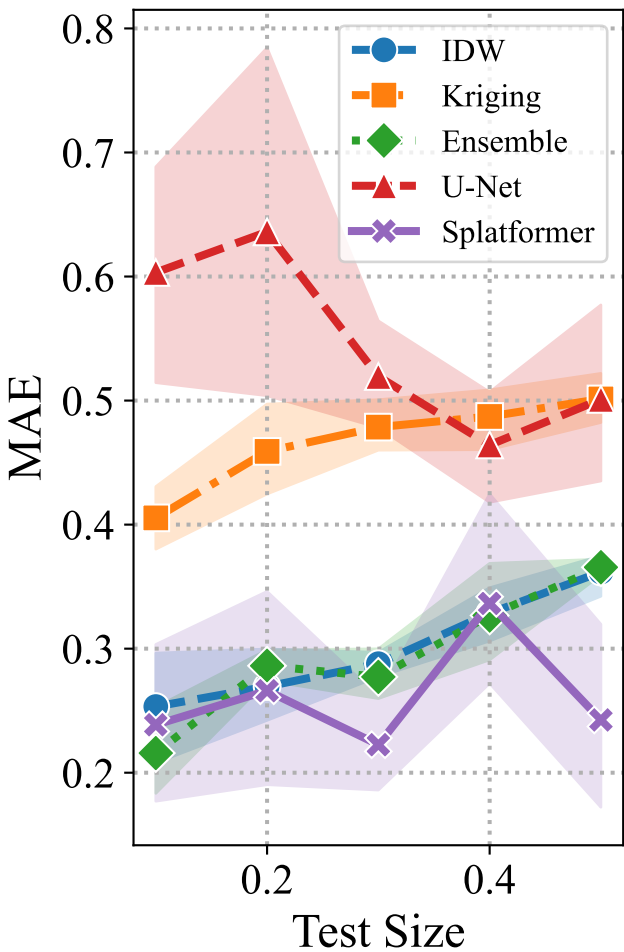 0.8
0.7
0.6
0.5
0.4
0.3
0.2
MAE
IDW
Kriging
Ensemble
U-Net
Splatformer
0.2
0.4
Test Size